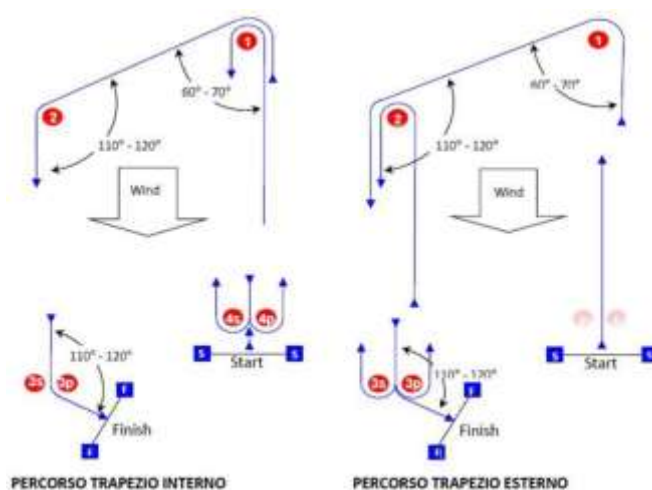 1
60° - 70°
2
110° - 120°
Wind
4s
4p
S
S
Start
110° - 120°
3s
3p
F
Finish
F
PERCORSO TRAPEZIO INTERNO
1
60° - 70°
2
110° - 120°
Wind
S
S
Start
110° - 120°
3s
3p
F
Finish
F
PERCORSO TRAPEZIO ESTERNO